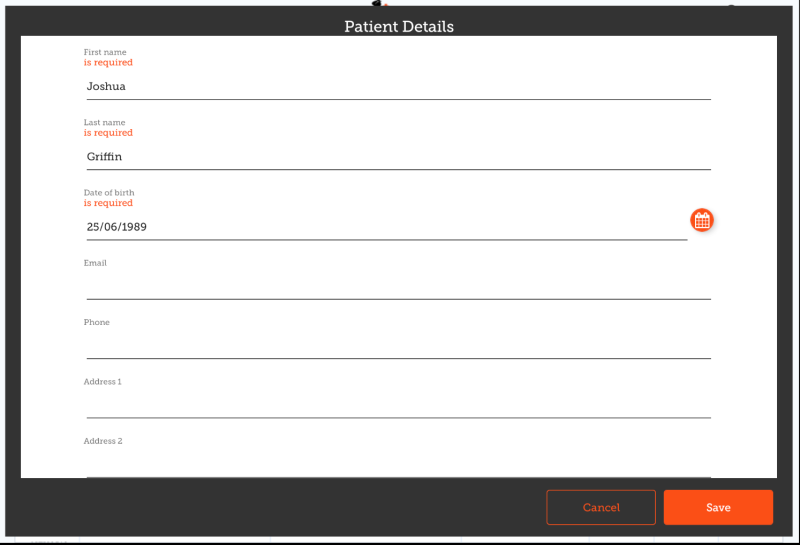 Patient Details
First name
is required
Joshua
Last name
is required
Griffin
Date of birth
is required
25/06/1989
Email
Phone
Address 1
Address 2
Cancel
Save